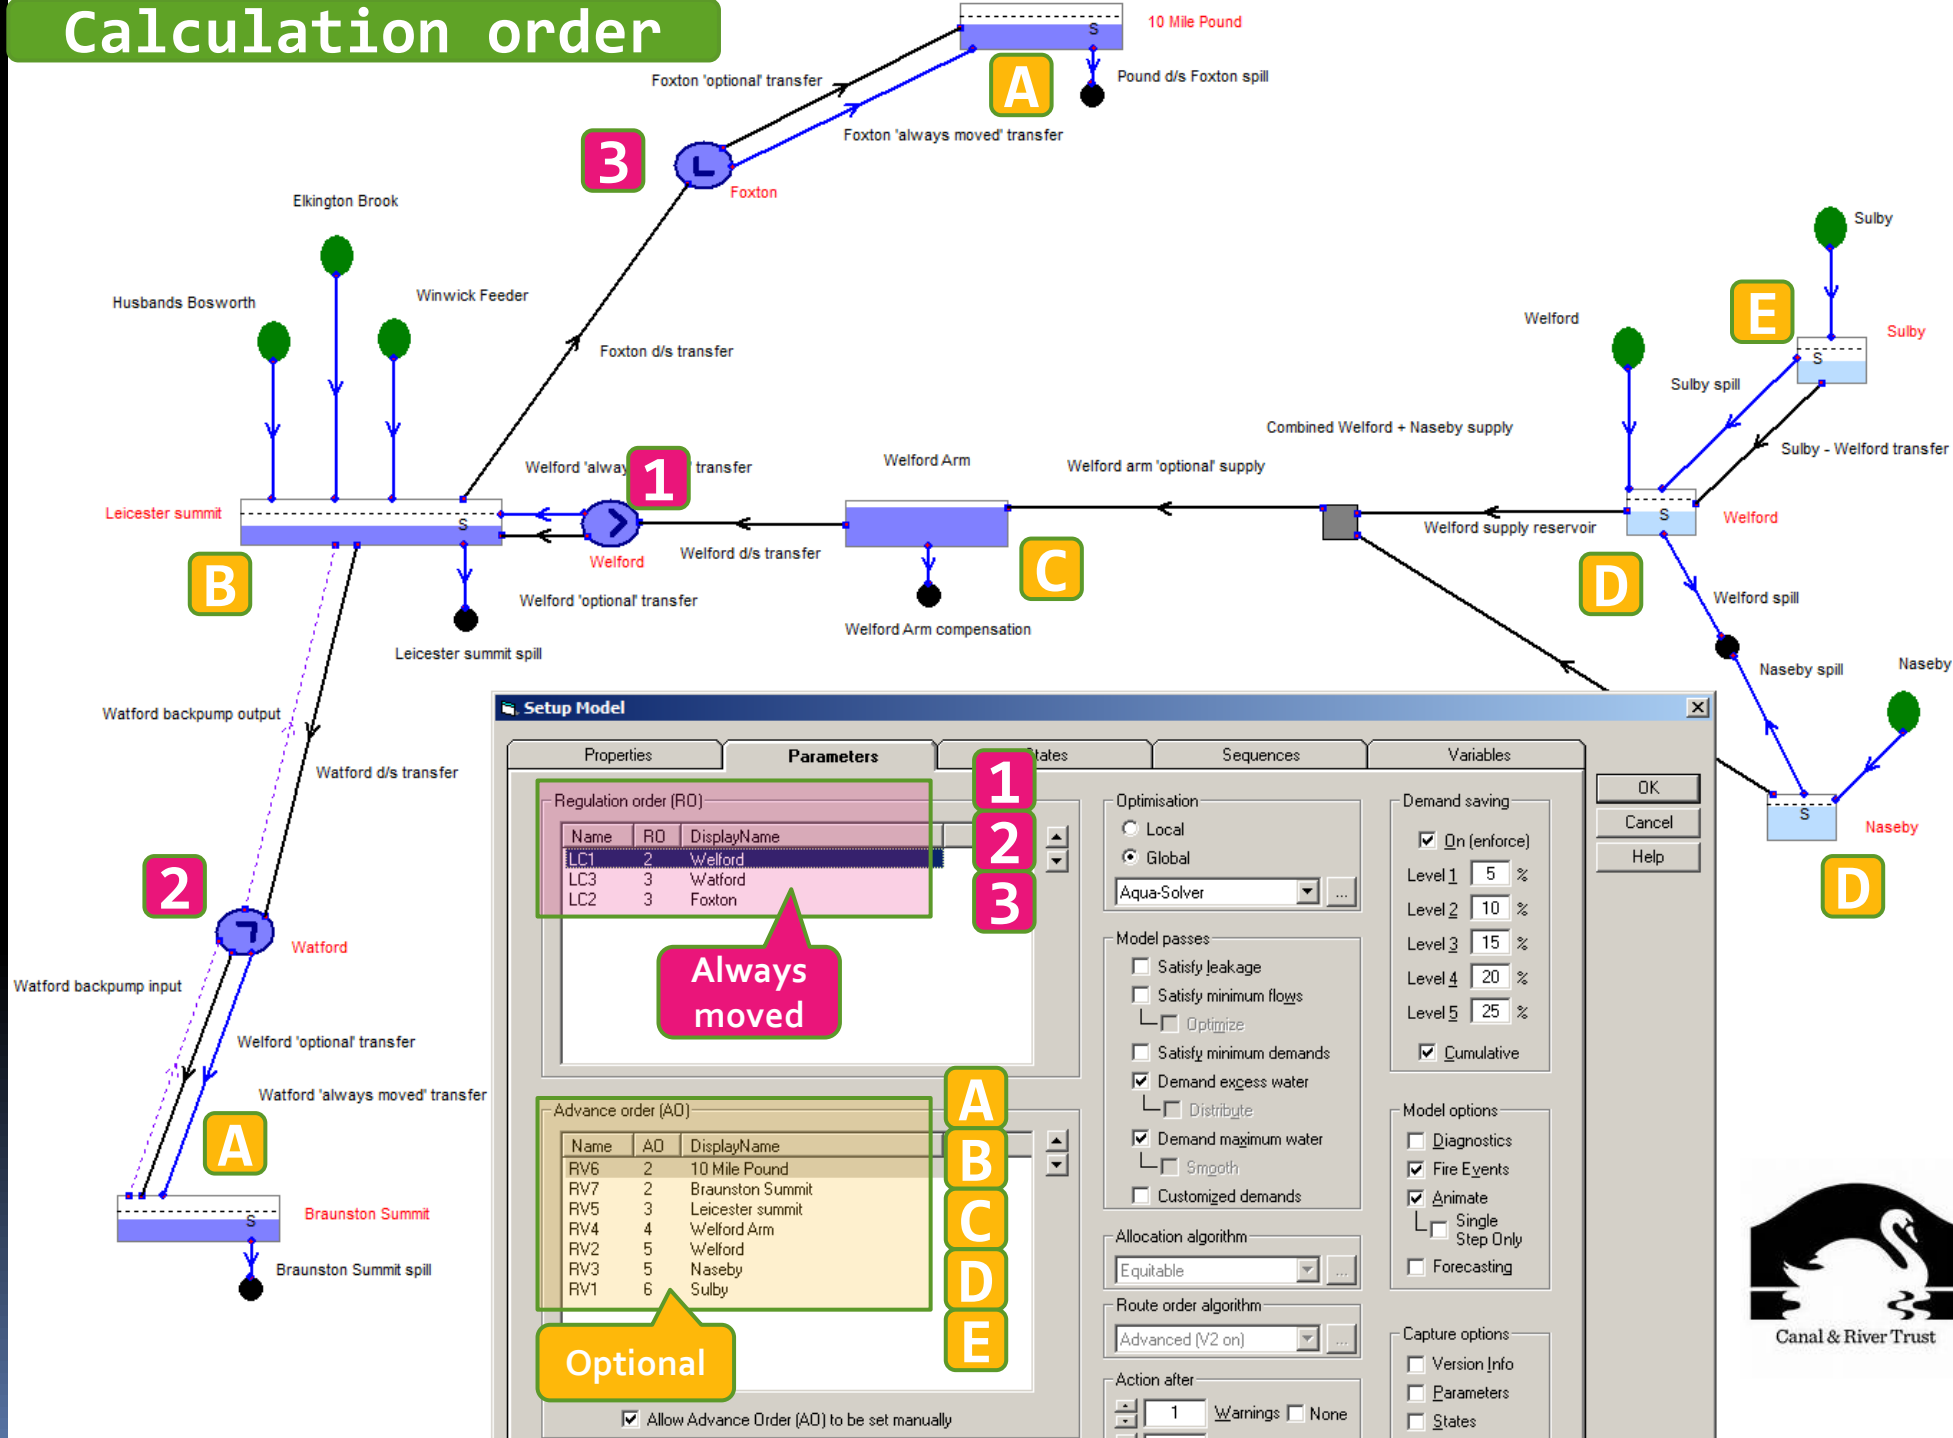 Calculation order
10 Mile Pound
S
Foxton 'optional' transfer
A
Pound d/s Foxton spill
Foxton 'always moved' transfer
3
Foxton
Elkington Brook
Sulby
Husbands Bosworth
Winwick Feeder
E
Welford
Sulby
S
Foxton d/s transfer
Sulby spill
Combined Welford + Naseby supply
Sulby - Welford transfer
Welford 'alway
1
transfer
Welford Arm
Welford arm 'optional' supply
Leicester summit
S
Welford supply reservoir
S
Welford
Welford d/s transfer
Welford
B
C
D
Welford 'optional' transfer
Welford spill
Welford Arm compensation
Leicester summit spill
Naseby spill
Naseby
Watford backpump output
Watford d/s transfer
S
Naseby
D
2
Watford
Watford backpump input
Welford 'optional' transfer
Watford 'always moved' transfer
A
S
Braunston Summit
Braunston Summit spill
Setup Model
Properties
Parameters
tates
Sequences
Variables
OK
Cancel
Help
Regulation order (RO)
Name RO DisplayName
LC1 2 Welford
LC3 3 Watford
LC2 3 Foxton
1
2
3
Always
moved
Advance order (AO)
Name AO DisplayName
RV6 2 10 Mile Pound
RV7 2 Braunston Summit
RV5 3 Leicester summit
RV4 4 Welford Arm
RV2 5 Welford
RV3 5 Naseby
RV1 6 Sulby
A
B
C
D
E
Optional
Allow Advance Order (AO) to be set manually
Optimisation
Local
Global
Aqua-Solver
...
Model passes
Satisfy leakage
Satisfy minimum flows
Optimize
Satisfy minimum demands
Demand excess water
Distribute
Demand maximum water
Smooth
Customized demands
Allocation algorithm
Equitable
...
Route order algorithm
Advanced (V2 on)
...
Action after
1 Warnings None
Demand saving
On (enforce)
Level 1 5 %
Level 2 10 %
Level 3 15 %
Level 4 20 %
Level 5 25 %
Cumulative
Model options
Diagnostics
Fire Events
Animate
Single
Step Only
Forecasting
Capture options
Version Info
Parameters
States
Canal & River Trust